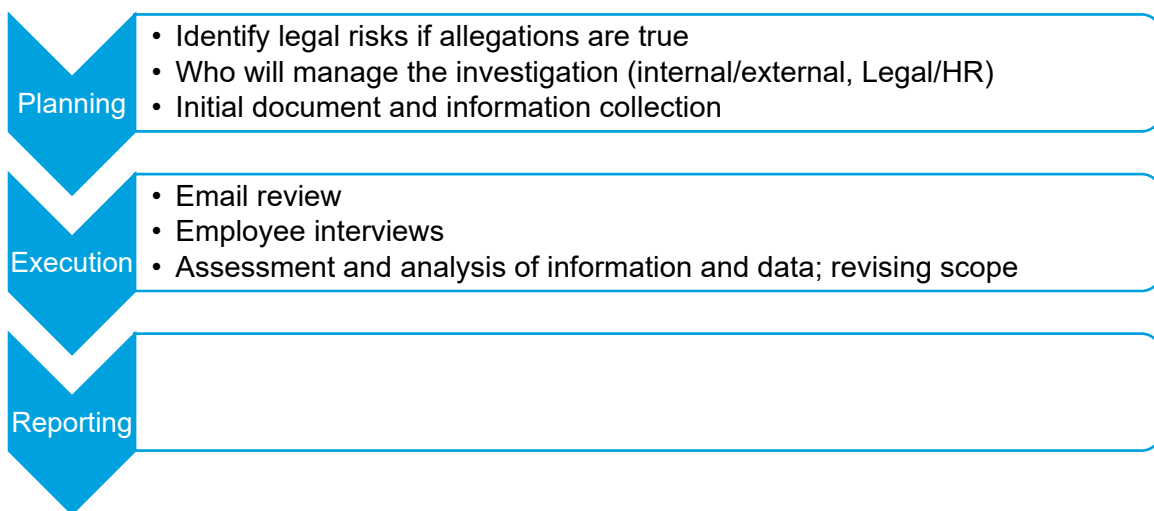 Planning
• Identify legal risks if allegations are true
• Who will manage the investigation (internal/external, Legal/HR)
• Initial document and information collection
Execution
• Email review
• Employee interviews
• Assessment and analysis of information and data; revising scope
Reporting